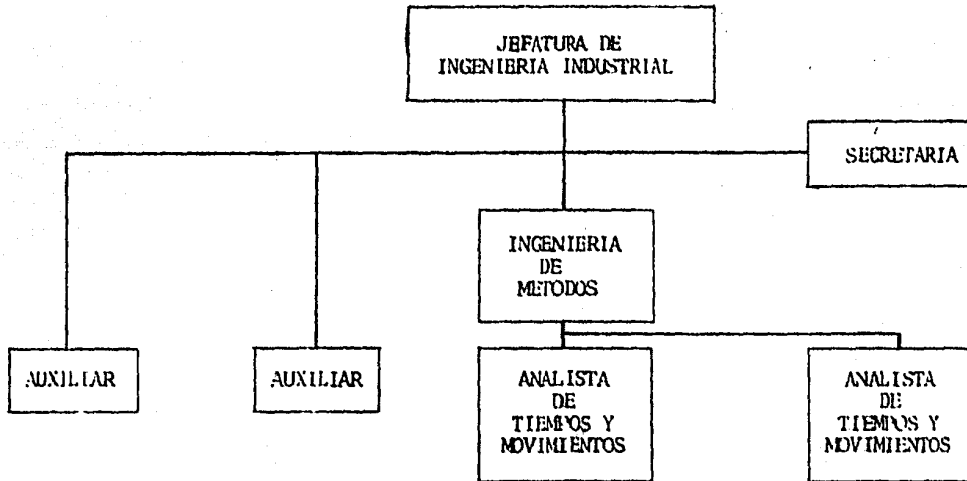 JEFATURA DE
INGENIERIA INDUSTRIAL
SECRETARIA
INGENIERIA
DE
METODOS
AUXILIAR
AUXILIAR
ANALISTA
DE
TIEMPOS Y
MOVIMIENTOS
ANALISTA
DE
TIEMPOS Y
MOVIMIENTOS